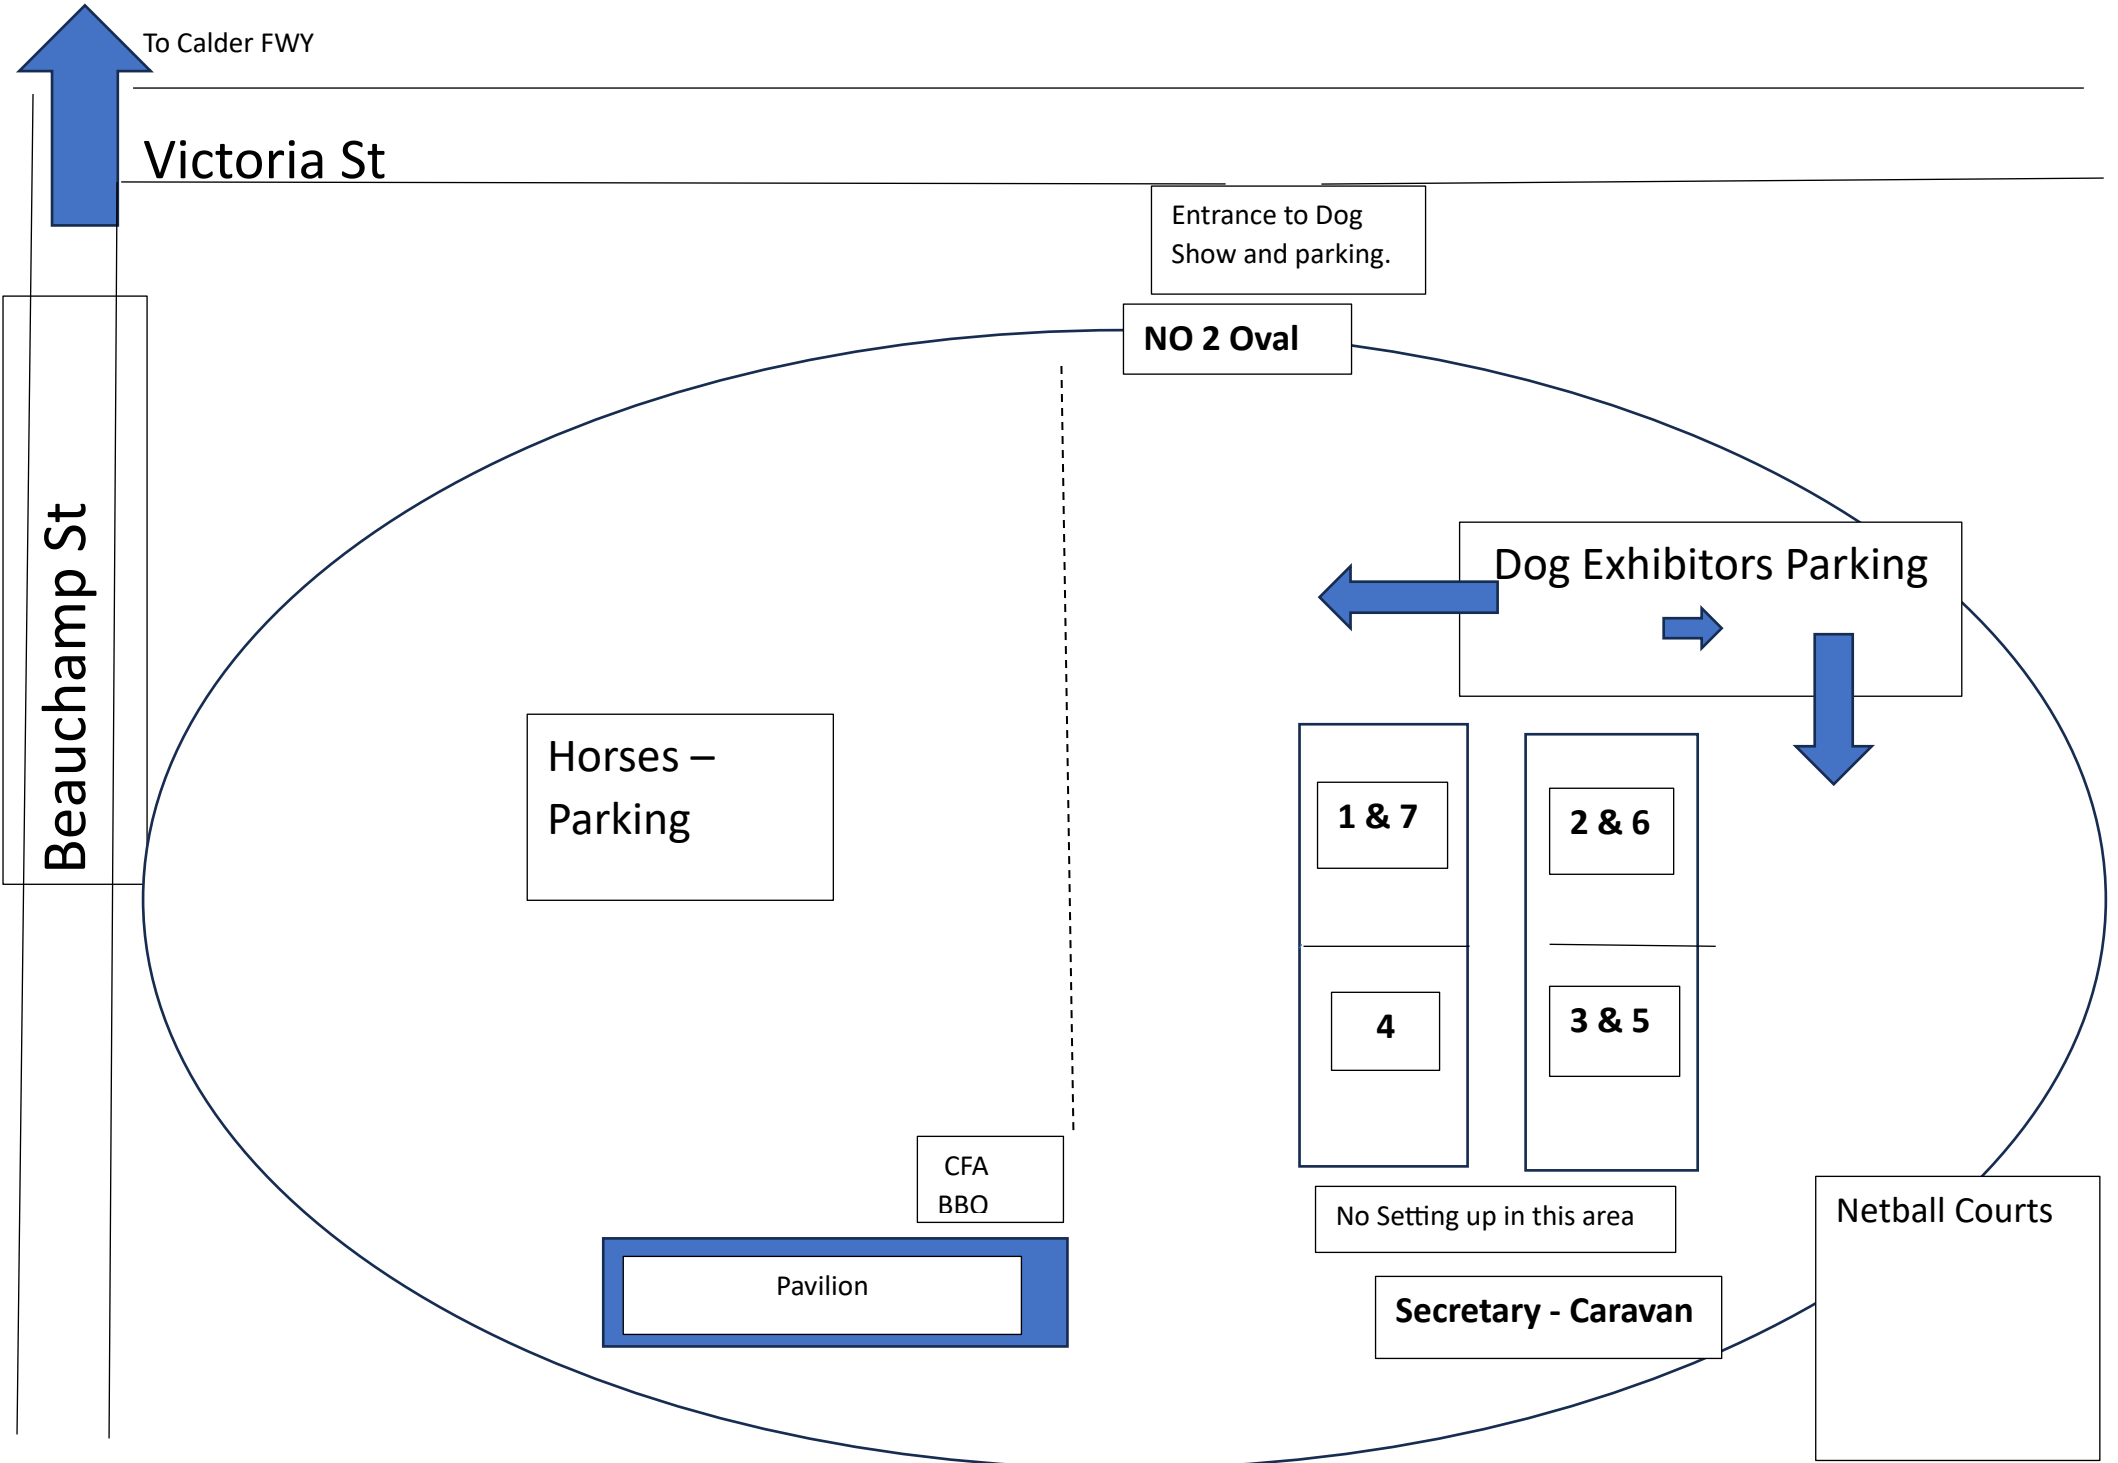 To Calder FWY
Victoria St
Entrance to Dog
Show and parking.
NO 2 Oval
Beauchamp St
Dog Exhibitors Parking
Horses –
Parking
1 & 7
2 & 6
4
3 & 5
CFA
BBQ
No Setting up in this area
Netball Courts
Pavilion
Secretary - Caravan